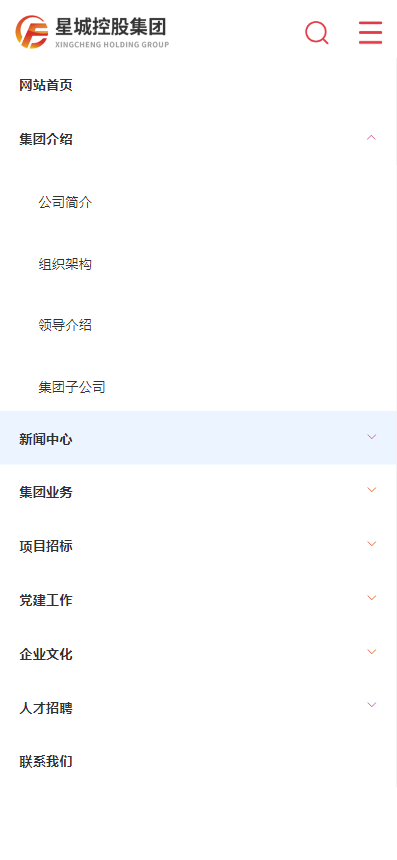 星城控股集团
XINGCHENG HOLDING GROUP
网站首页
集团介绍
公司简介
组织架构
领导介绍
集团子公司
新闻中心
集团业务
项目招标
党建工作
企业文化
人才招聘
联系我们